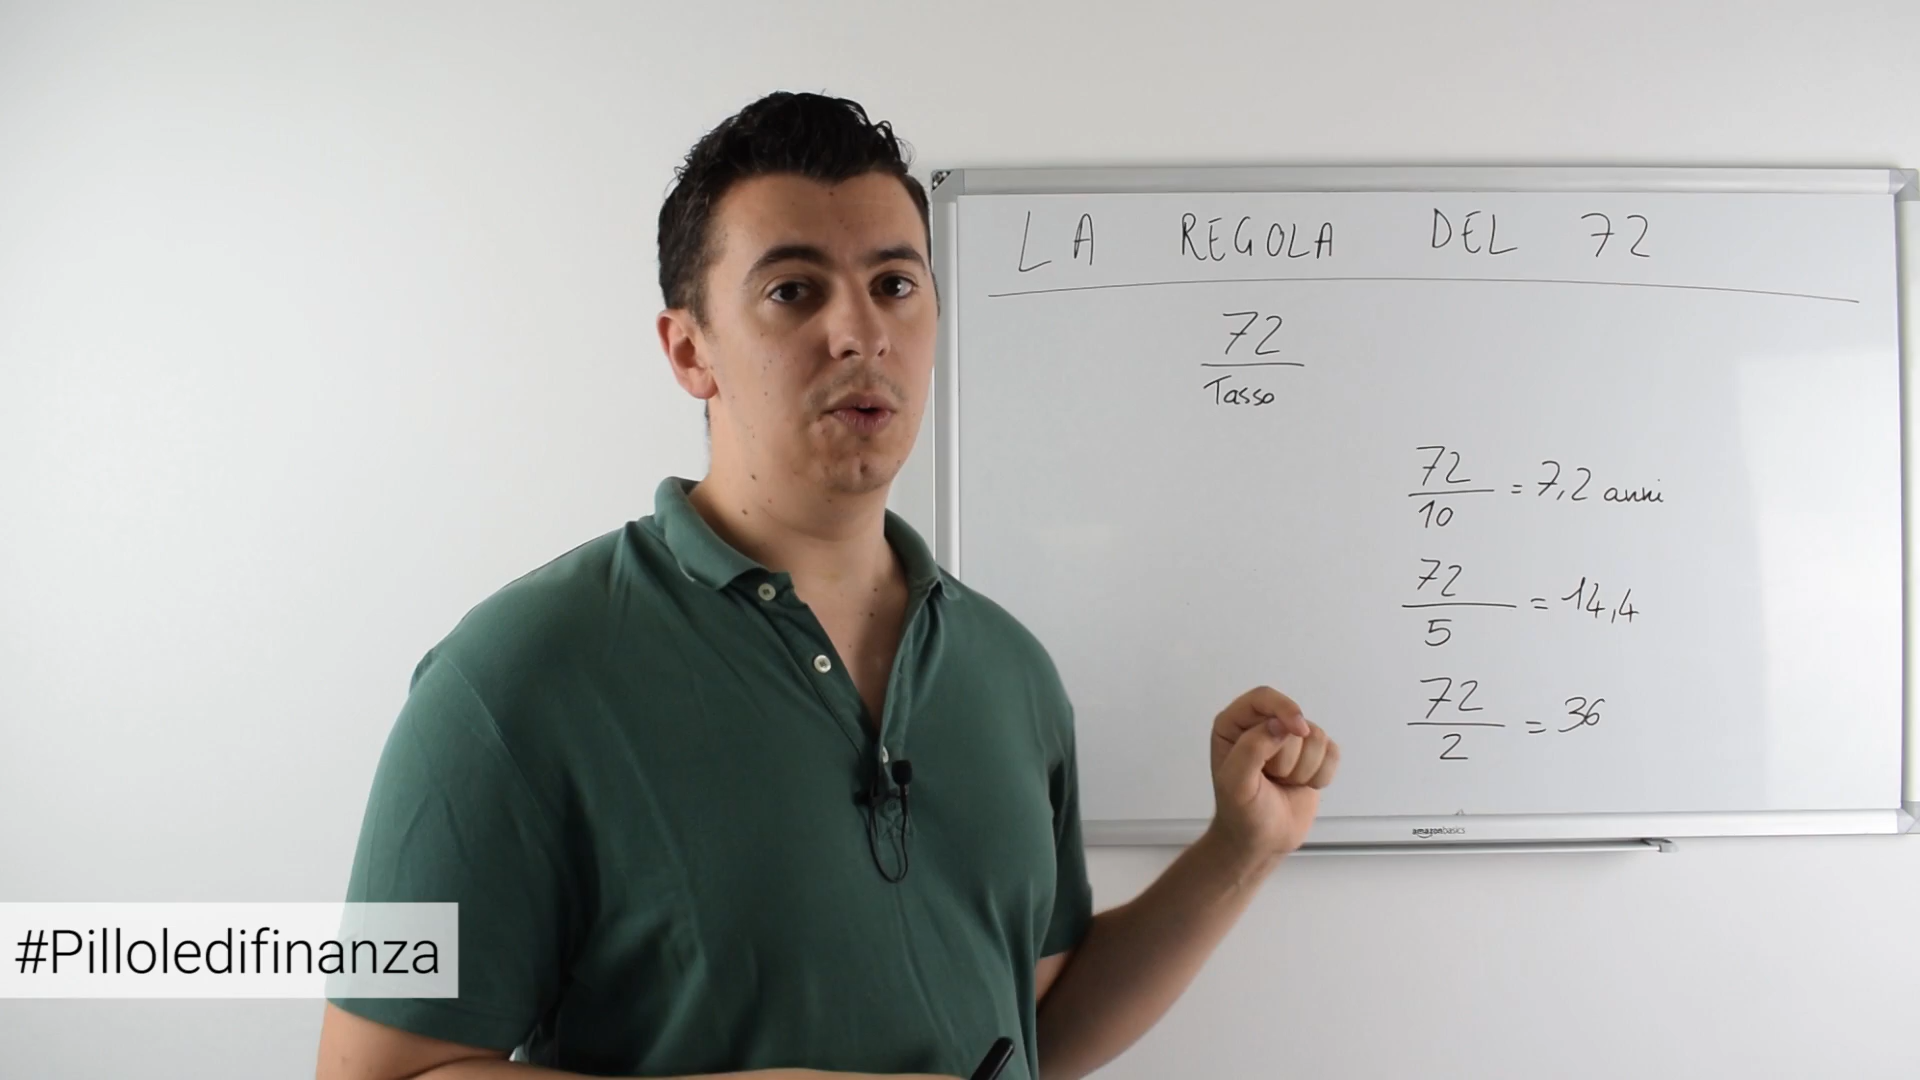 LA REGOLA DEL 72
72
Tasso
72
10
= 7,2 anni
72
5
= 14,4
72
2
= 36
amazonbasics
#Pilloledifinanza